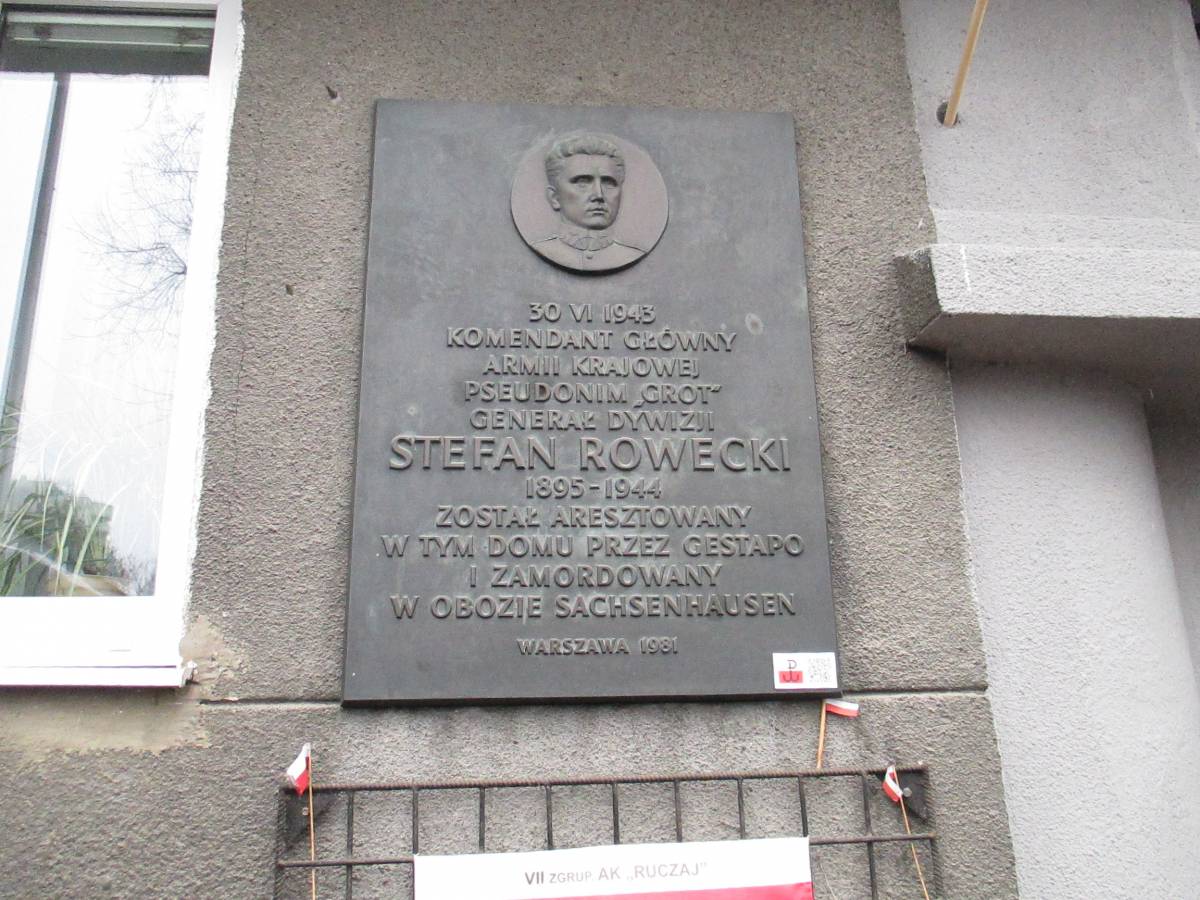 30 VI 1943
KOMENDANT GŁÓWNY
ARMII KRAJOWEJ
PSEUDONIM „GROT“
GENERAŁ DYWIZJI
STEFAN ROWECKI
1895-1944
ZOSTAŁ ARESZTOWANY
W TYM DOMU PRZEZ GESTAPO
I ZAMORDOWANY
W OBOZIE SACHSENHAUSEN
WARSZAWA 1981
VII ZGRUP. AK „RUCZAJ”